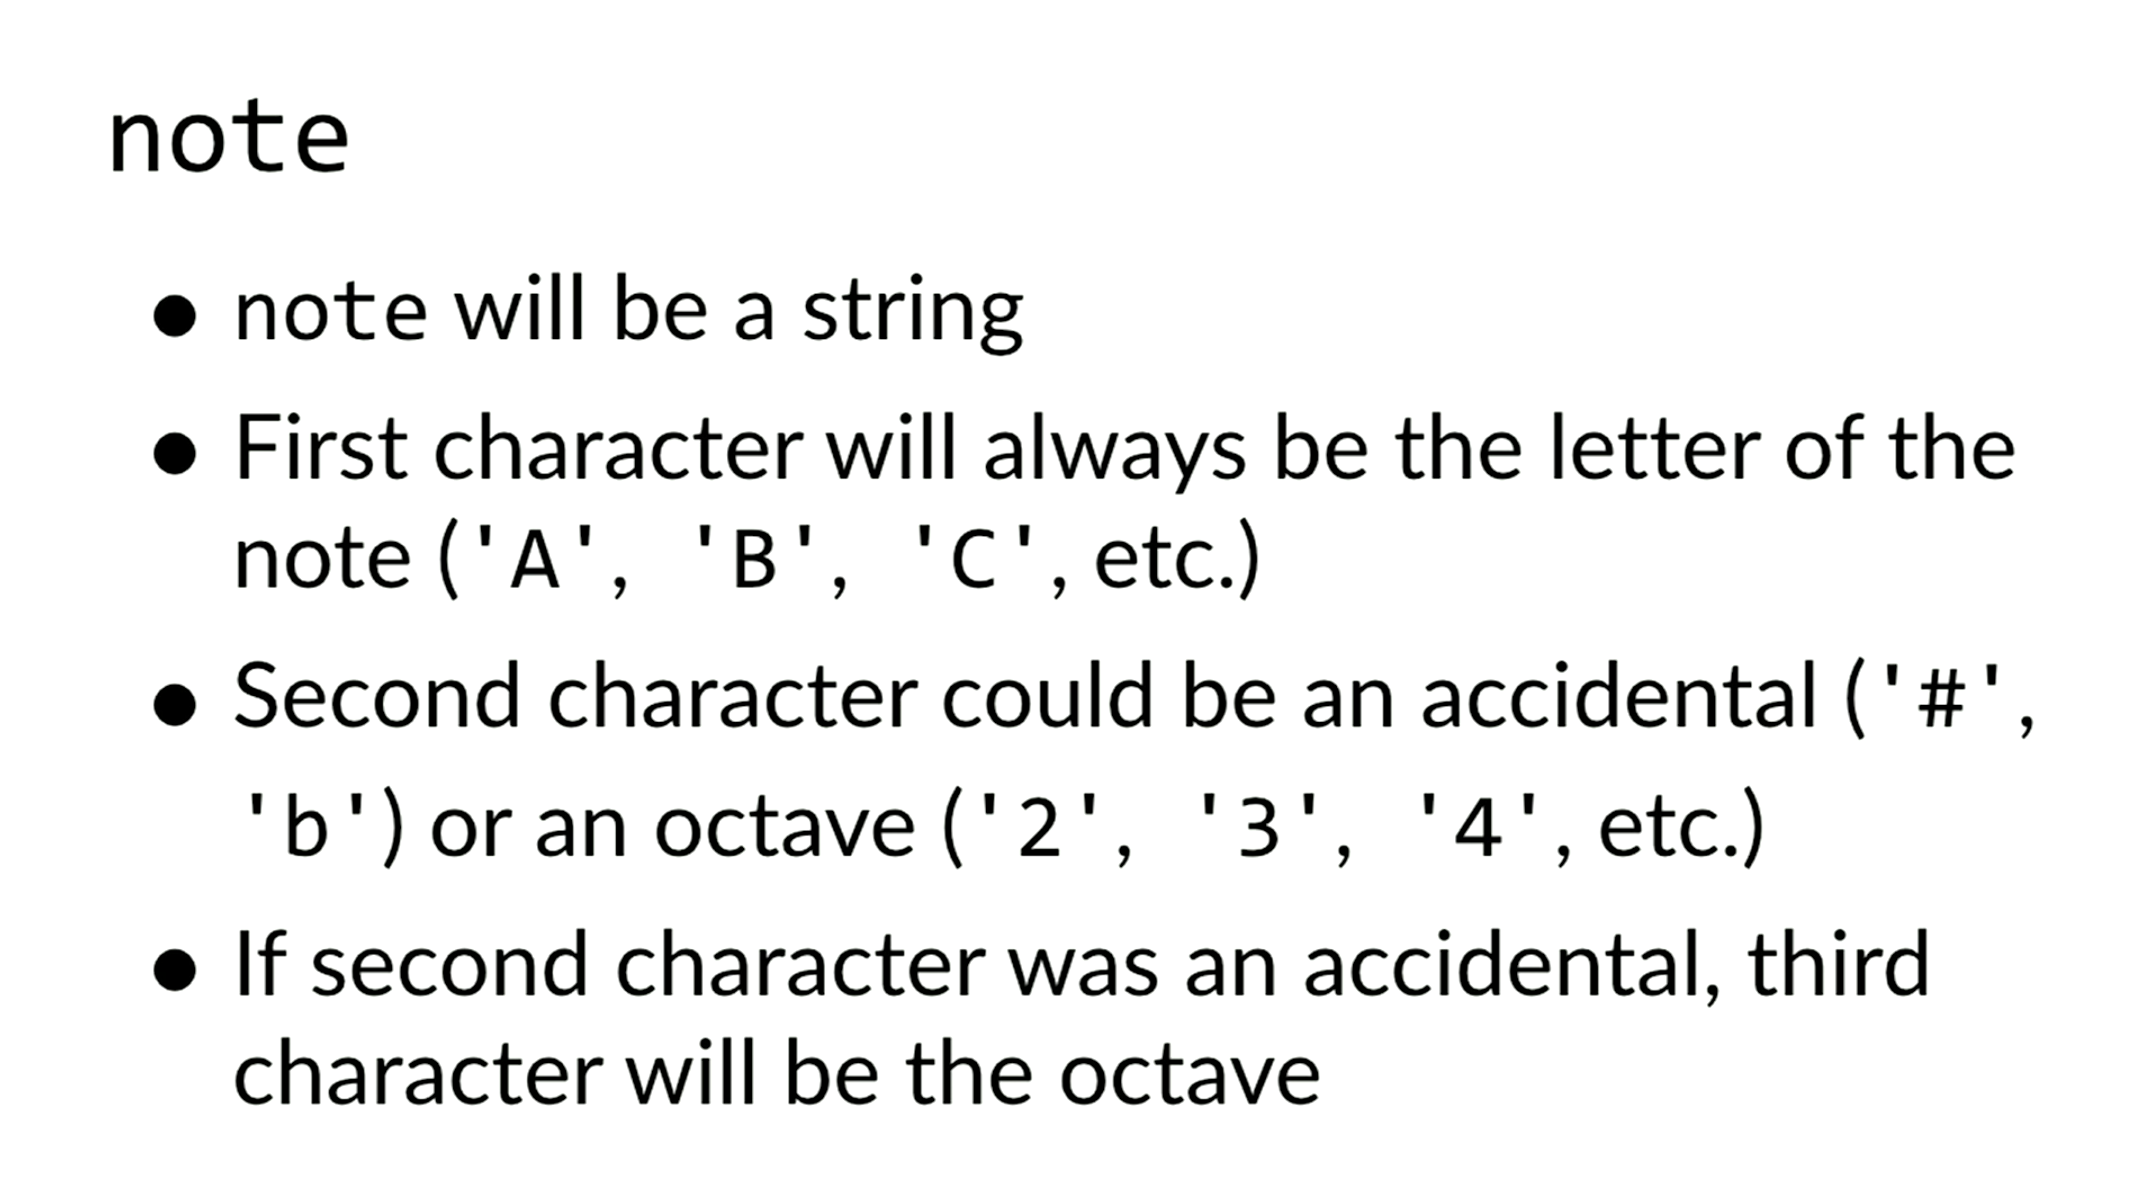 note
● note will be a string
● First character will always be the letter of the
note ('A', 'B', 'C', etc.)
● Second character could be an accidental ('#',
'b') or an octave ('2', '3', '4', etc.)
● If second character was an accidental, third
character will be the octave